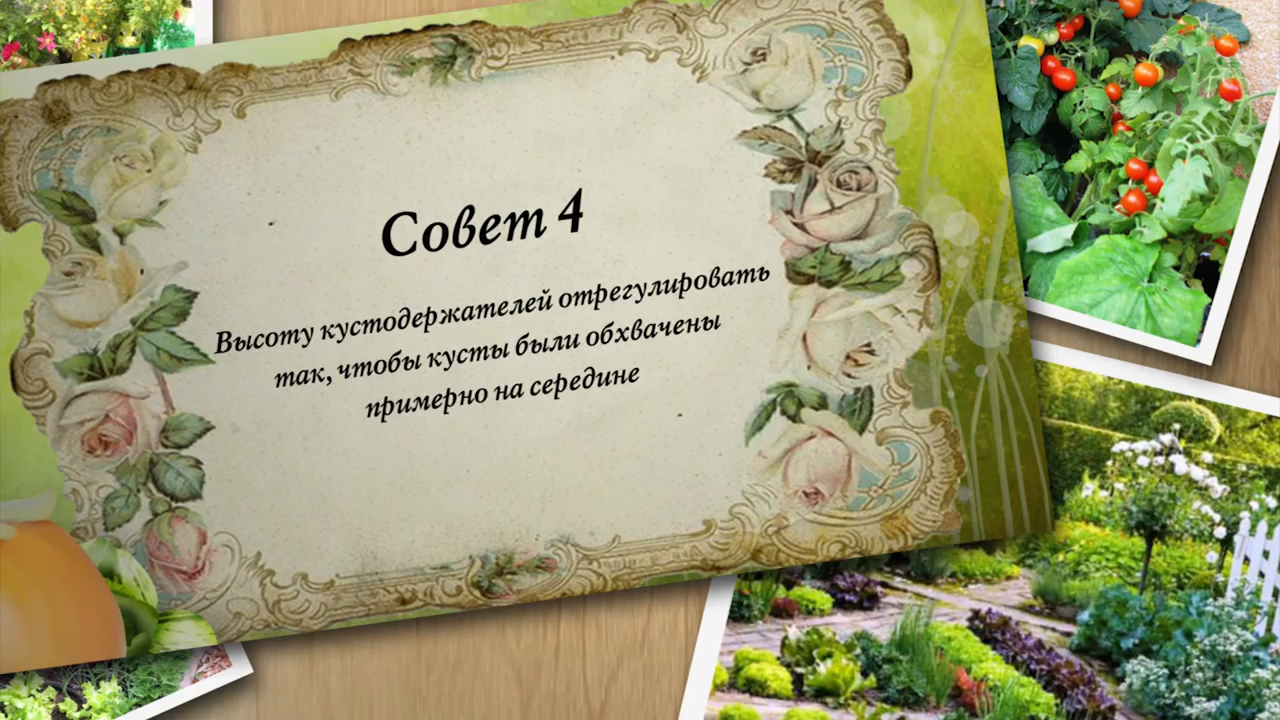 Совет 4
Высоту кустодержателей отрегулировать
так, чтобы кусты были обхвачены
примерно на середине